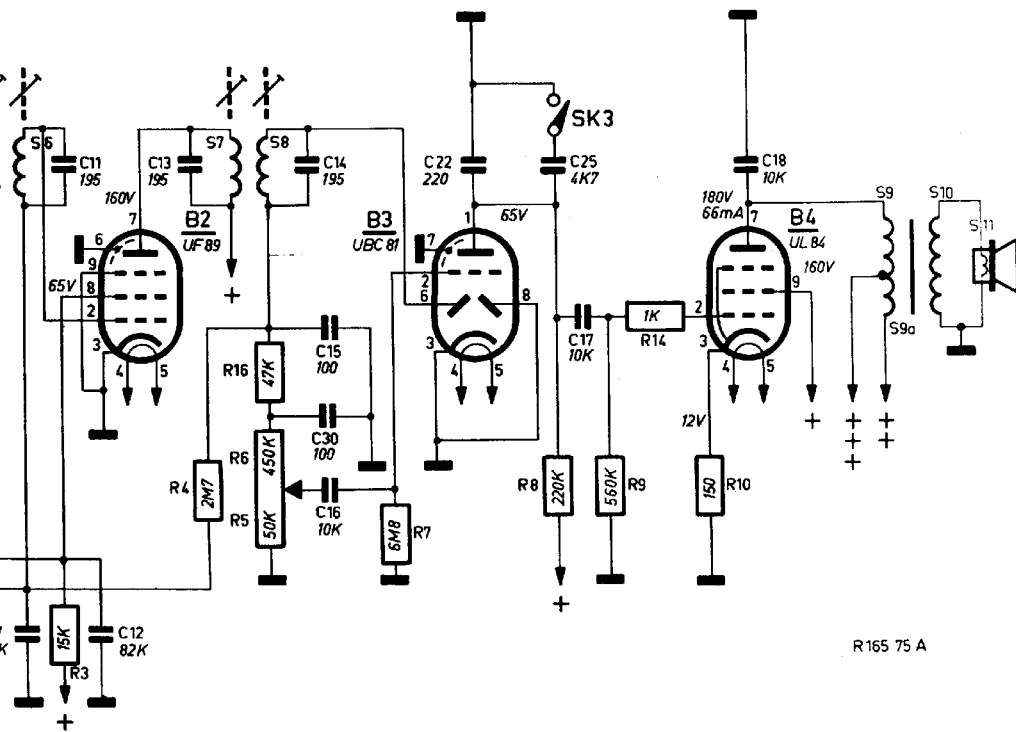 S6
C11
195
C13
195
S7
S8
C14
195
160V
7
B2
UF89
6
9
8
2
3
4
5
65V
+
C22
220
SK3
C25
4K7
B3
UBC 81
7
2
6
3
1
65V
8
4
5
C18
10K
180V
66mA
7
B4
UL 84
160V
9
2
3
4
5
S9
S10
S11
S9a
C15
100
R16
47K
C30
100
R4
2M7
R6
450K
R5
50K
C16
10K
R7
6M8
C17
10K
1K
R14
12V
R8
220K
560K
R9
150
R10
+
+
+
+
+
+
+
15K
R3
C12
82K
K
+
R165 75 A